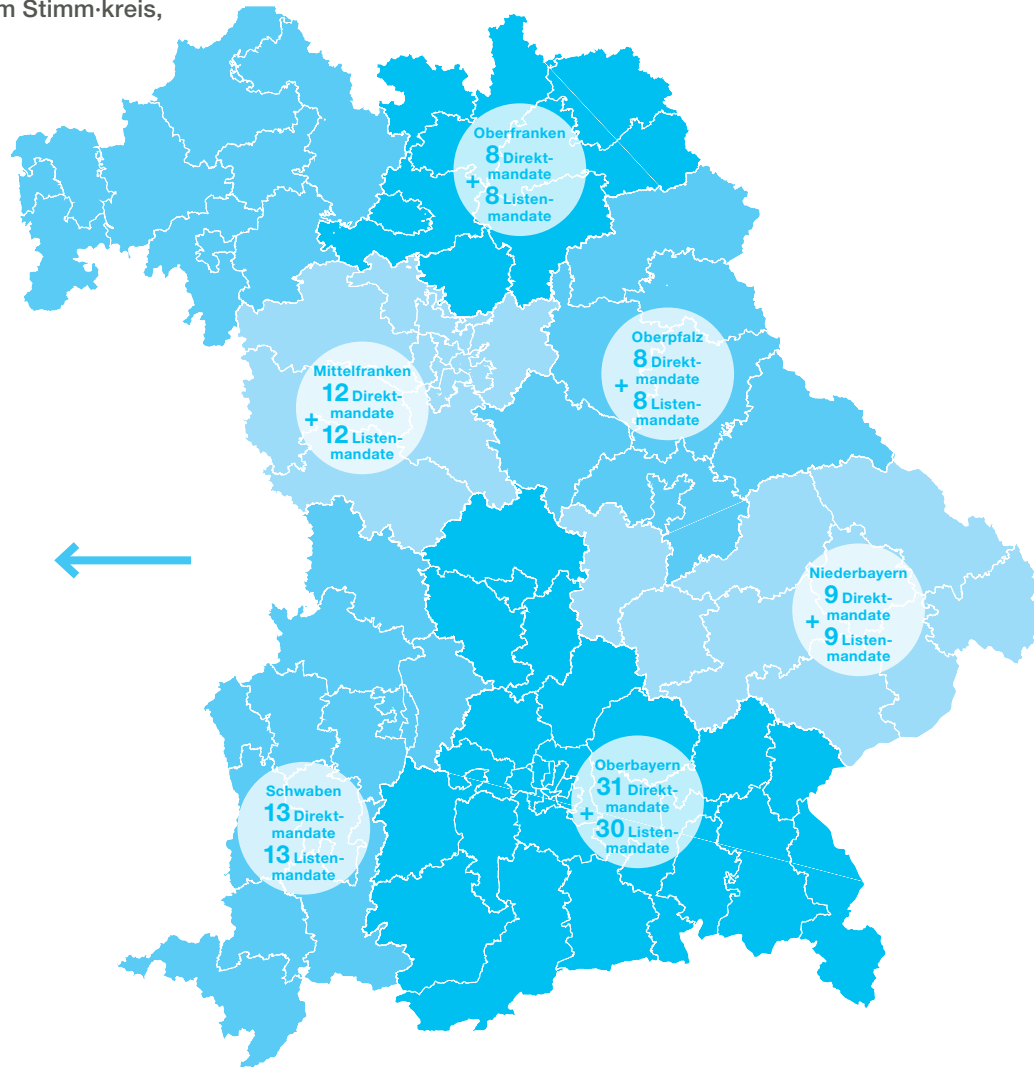 m Stimm·kreis,
Oberfranken
8 Direkt-
mandate
+
8 Listen-
mandate
Oberpfalz
8 Direkt-
mandate
+
8 Listen-
mandate
Mittelfranken
12 Direkt-
mandate
+
12 Listen-
mandate
Niederbayern
9 Direkt-
mandate
+
9 Listen-
mandate
Oberbayern
31 Direkt-
mandate
+
30 Listen-
mandate
Schwaben
13 Direkt-
mandate
13 Listen-
mandate